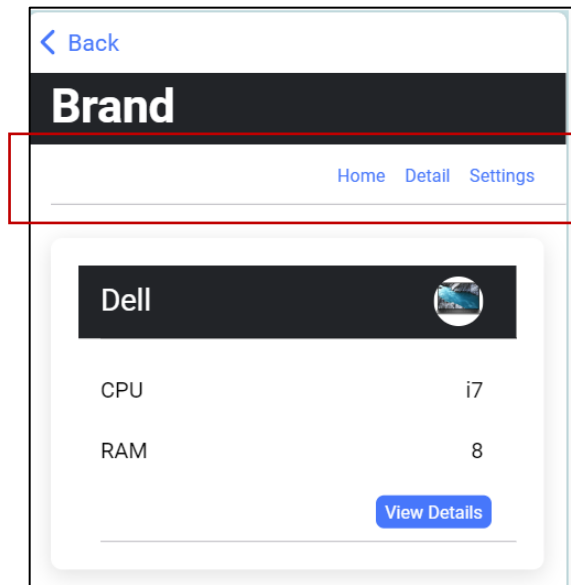 Back
Brand
Home Detail Settings
Dell
CPU i7
RAM 8
View Details